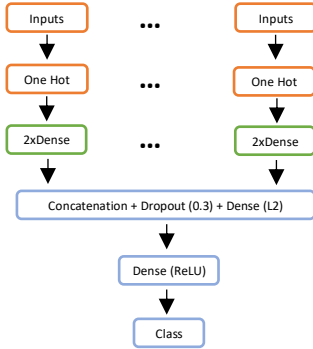 Inputs ... Inputs
One Hot ... One Hot
2xDense ... 2xDense
Concatenation + Dropout (0.3) + Dense (L2)
Dense (ReLU)
Class